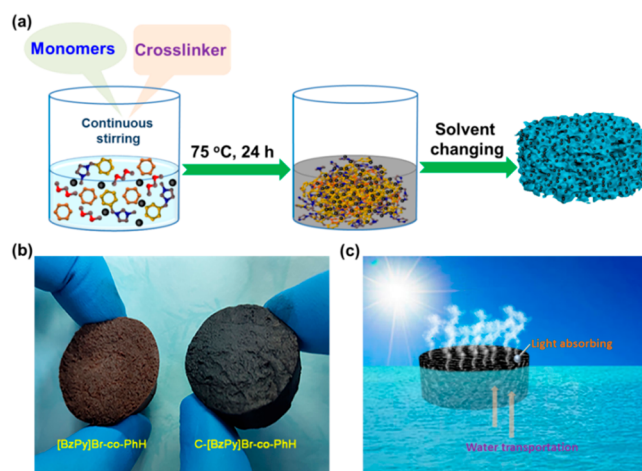 (a)
Monomers
Crosslinker
Continuous
stirring
75 °C, 24 h
Solvent
changing
(b)
[BzPy]Br-co-PhH
C-[BzPy]Br-co-PhH
(c)
Light absorbing
Water transportation